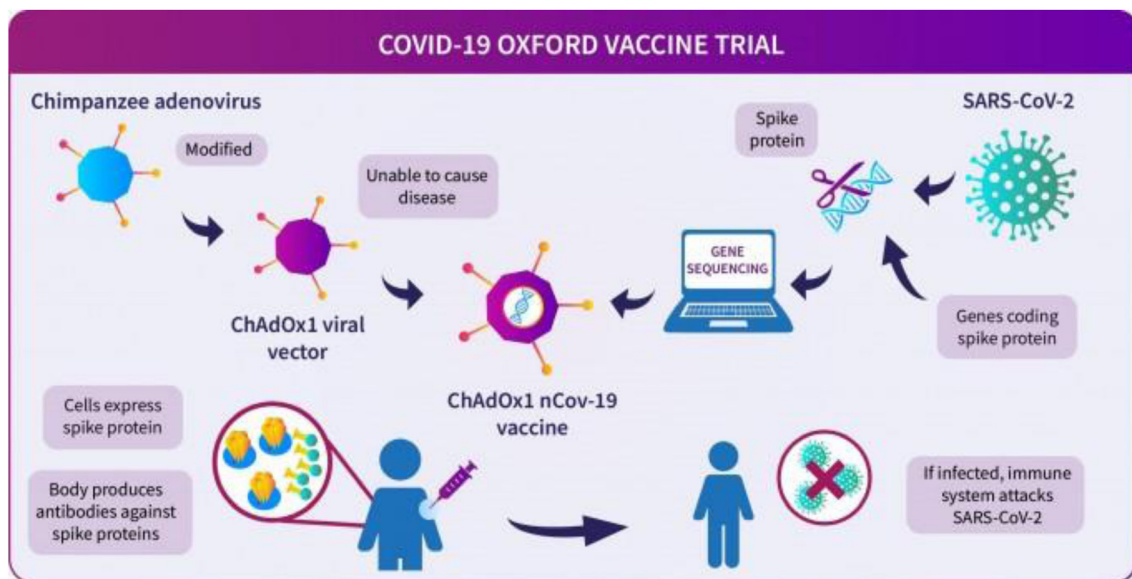 COVID-19 OXFORD VACCINE TRIAL
Chimpanzee adenovirus
Modified
Unable to cause
disease
ChAdOx1 viral
vector
Spike
protein
SARS-CoV-2
GENE
SEQUENCING
Genes coding
spike protein
ChAdOx1 nCov-19
vaccine
Cells express
spike protein
Body produces
antibodies against
spike proteins
If infected, immune
system attacks
SARS-CoV-2